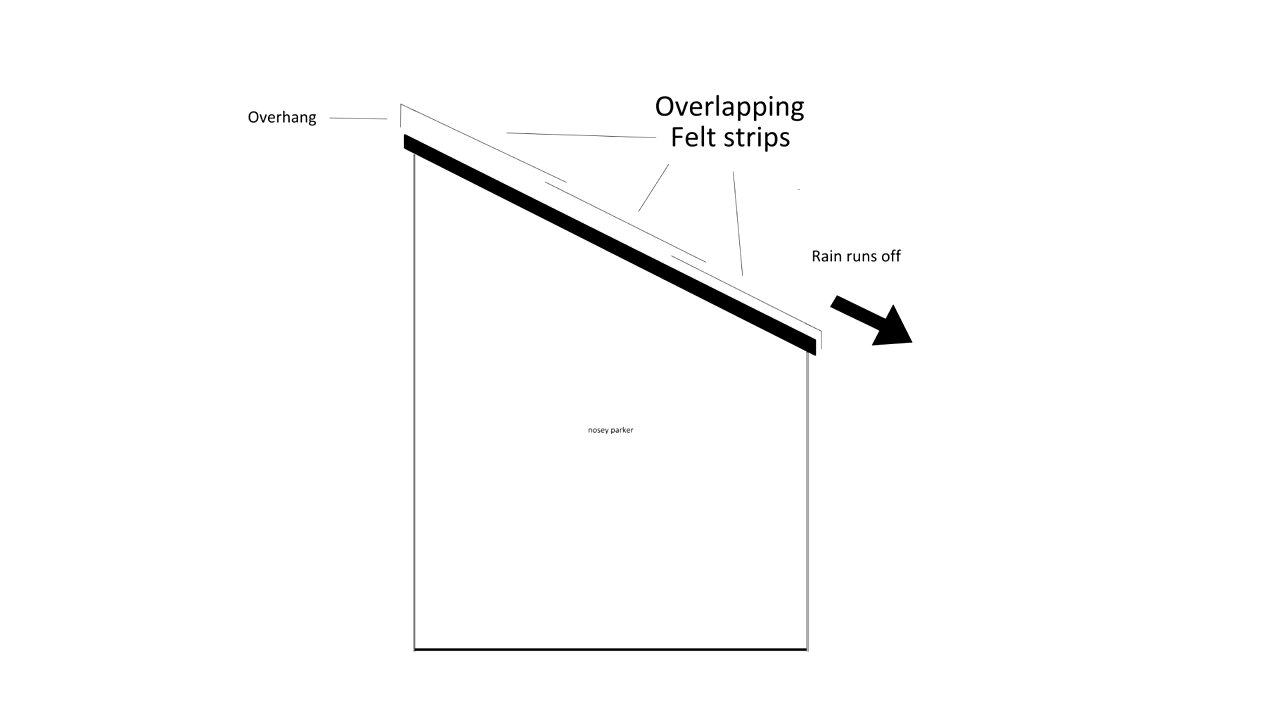 Overhang
Overlapping
Felt strips
Rain runs off
nosey parker